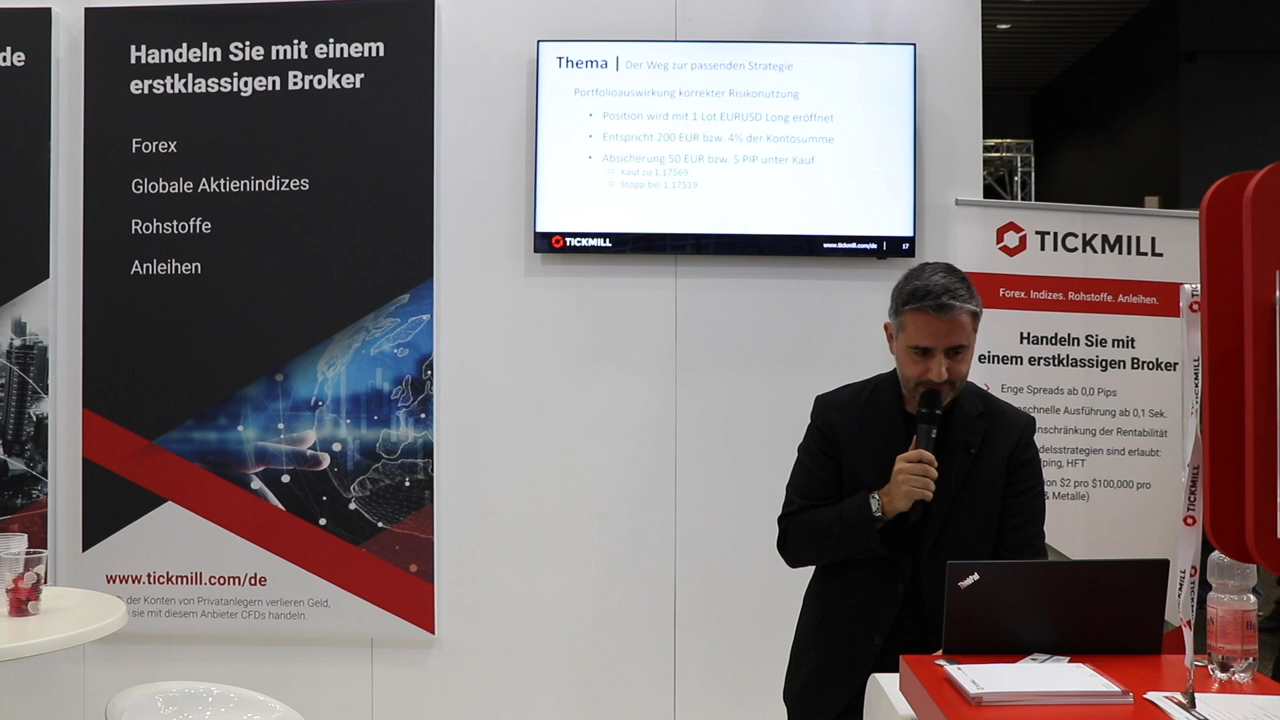 de
Handeln Sie mit einem
erstklassigen Broker
Forex
Globale Aktienindizes
Rohstoffe
Anleihen
www.tickmill.com/de
der Konten von Privatanlegern verlieren Geld,
sie mit diesem Anbieter CFDs handeln.
Thema | Der Weg zur passenden Strategie
Portfolioauswirkung korrekter Risikonutzung
• Position wird mit 1 Lot EURUSD Long eröffnet
• Entspricht 200 EUR bzw. 4% der Kontosumme
• Absicherung 50 EUR bzw. 5 PIP unter Kauf
⇨ Kauf zu 1,17569
⇨ Stopp bei 1,17519
TICKMILL
www.tickmill.com/de | 17
TICKMILL
Forex. Indizes. Rohstoffe. Anleihen.
Handeln Sie mit
einem erstklassigen Broker
Enge Spreads ab 0,0 Pips
schnelle Ausführung ab 0,1 Sek.
nschränkung der Rentabilität
delsstrategien sind erlaubt:
ping, HFT
ion $2 pro $100,000 pro
& Metalle)
TICKMILL
TICKMILL
TICKMILL
ThinkPad